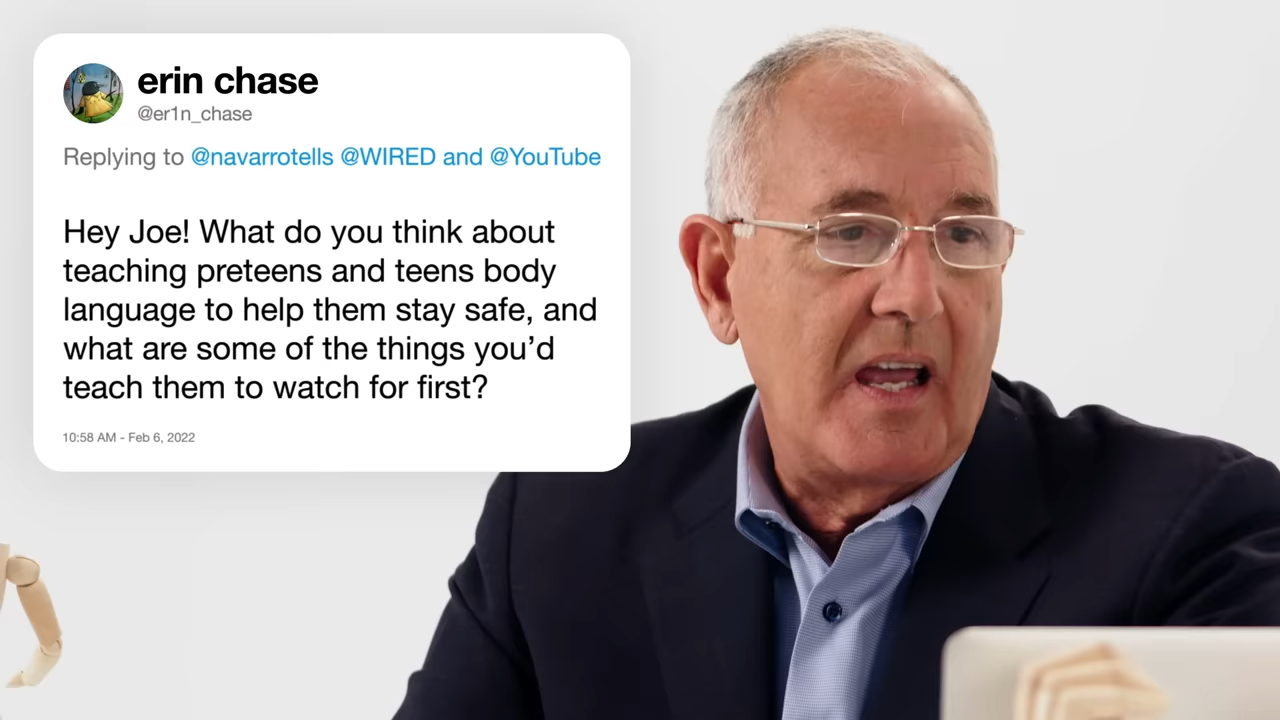 erin chase
@er1n_chase
Replying to @navarrotells @WIRED and @YouTube
Hey Joe! What do you think about
teaching preteens and teens body
language to help them stay safe, and
what are some of the things you’d
teach them to watch for first?
10:58 AM - Feb 6, 2022